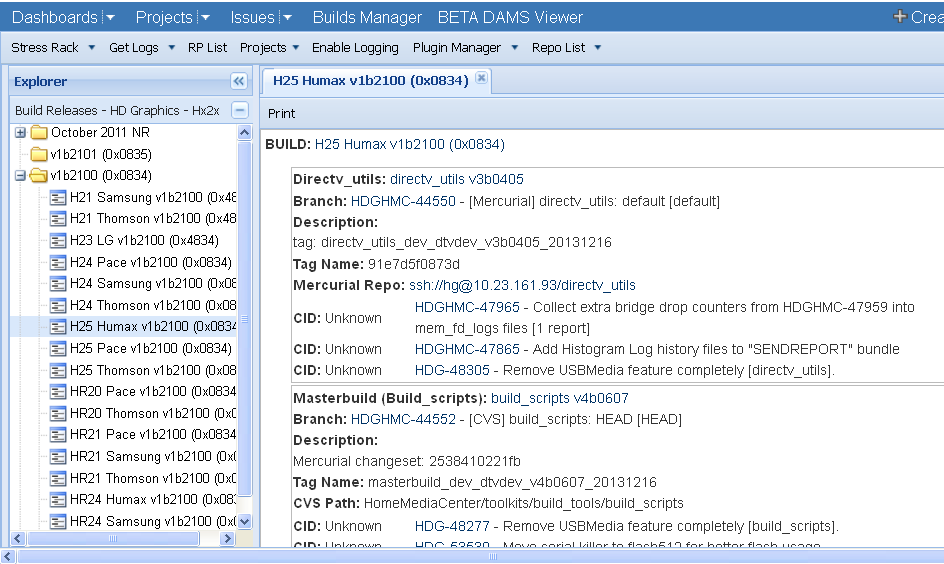 Dashboards Projects Issues Builds Manager BETA DAMS Viewer Crea
Stress Rack Get Logs RP List Projects Enable Logging Plugin Manager Repo List
Explorer
Build Releases - HD Graphics - Hx2x
October 2011 NR
v1b2101 (0x0835)
v1b2100 (0x0834)
H21 Samsung v1b2100 (0x48
H21 Thomson v1b2100 (0x48
H23 LG v1b2100 (0x4834)
H24 Pace v1b2100 (0x0834)
H24 Samsung v1b2100 (0x08
H24 Thomson v1b2100 (0x08
H25 Humax v1b2100 (0x0834
H25 Pace v1b2100 (0x0834)
H25 Thomson v1b2100 (0x08
HR20 Pace v1b2100 (0x0834
HR20 Thomson v1b2100 (0x0
HR21 Pace v1b2100 (0x0834
HR21 Samsung v1b2100 (0x0
HR21 Thomson v1b2100 (0x0
HR24 Humax v1b2100 (0x083
HR24 Samsung v1b2100 (0x0
H25 Humax v1b2100 (0x0834)
Print
BUILD: H25 Humax v1b2100 (0x0834)
Directv_utils: directv_utils v3b0405
Branch: HDGHMC-44550 - [Mercurial] directv_utils: default [default]
Description:
tag: directv_utils_dev_dtvdev_v3b0405_20131216
Tag Name: 91e7d5f0873d
Mercurial Repo: ssh://hg@10.23.161.93/directv_utils
CID: Unknown HDGHMC-47965 - Collect extra bridge drop counters from HDGHMC-47959 into
mem_fd_logs files [1 report]
CID: Unknown HDGHMC-47865 - Add Histogram Log history files to "SENDREPORT" bundle
CID: Unknown HDG-48305 - Remove USBMedia feature completely [directv_utils].
Masterbuild (Build_scripts): build_scripts v4b0607
Branch: HDGHMC-44552 - [CVS] build_scripts: HEAD [HEAD]
Description:
Mercurial changeset: 2538410221fb
Tag Name: masterbuild_dev_dtvdev_v4b0607_20131216
CVS Path: HomeMediaCenter/toolkits/build_tools/build_scripts
CID: Unknown HDG-48277 - Remove USBMedia feature completely [build_scripts].
CID: Unknown HDG-53530 - Move serial killer to flash512 for better flash usage